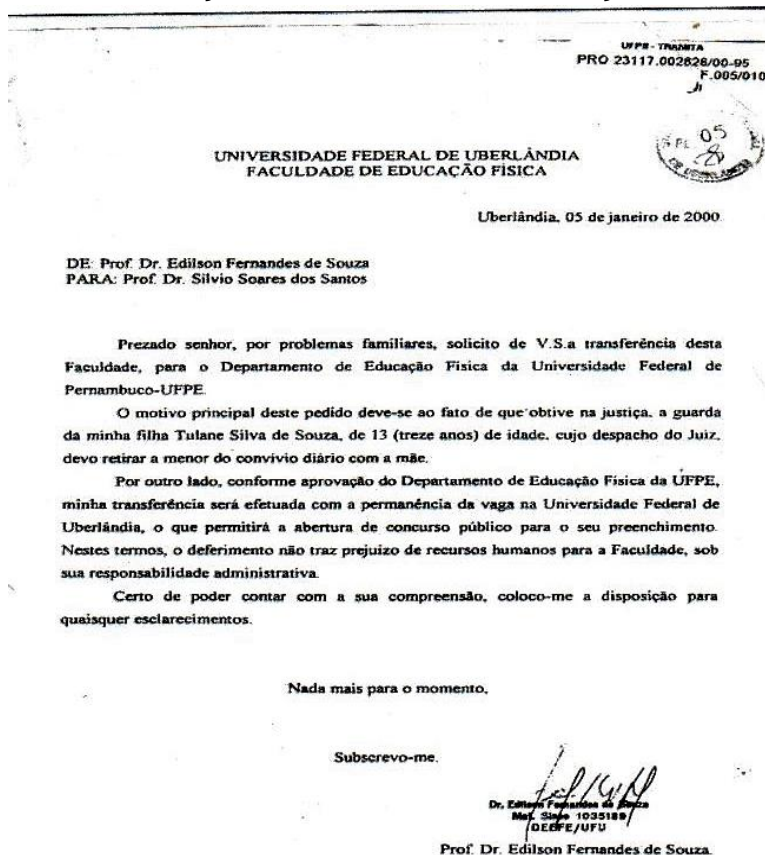 UFPE - TRAMITA
PRO 23117.002828/00-95
F.005/010
05
UNIVERSIDADE FEDERAL DE UBERLÂNDIA
FACULDADE DE EDUCAÇÃO FÍSICA
Uberlândia, 05 de janeiro de 2000.
DE: Prof. Dr. Edilson Fernandes de Souza
PARA: Prof. Dr. Silvio Soares dos Santos
Prezado senhor, por problemas familiares, solicito de V.S.a transferência desta
Faculdade, para o Departamento de Educação Física da Universidade Federal de
Pernambuco-UFPE.
O motivo principal deste pedido deve-se ao fato de que obtive na justiça, a guarda
da minha filha Tulane Silva de Souza, de 13 (treze anos) de idade, cujo despacho do Juiz,
devo retirar a menor do convívio diário com a mãe.
Por outro lado, conforme aprovação do Departamento de Educação Física da UFPE,
minha transferência será efetuada com a permanência da vaga na Universidade Federal de
Uberlândia, o que permitirá a abertura de concurso público para o seu preenchimento.
Nestes termos, o deferimento não traz prejuízo de recursos humanos para a Faculdade, sob
sua responsabilidade administrativa.
Certo de poder contar com a sua compreensão, coloco-me a disposição para
quaisquer esclarecimentos.
Nada mais para o momento,
Subscrevo-me.
Dr. Edilson Fernandes de Souza
Mat. Siape 1035189
DEEFE/UFU
Prof. Dr. Edilson Fernandes de Souza.